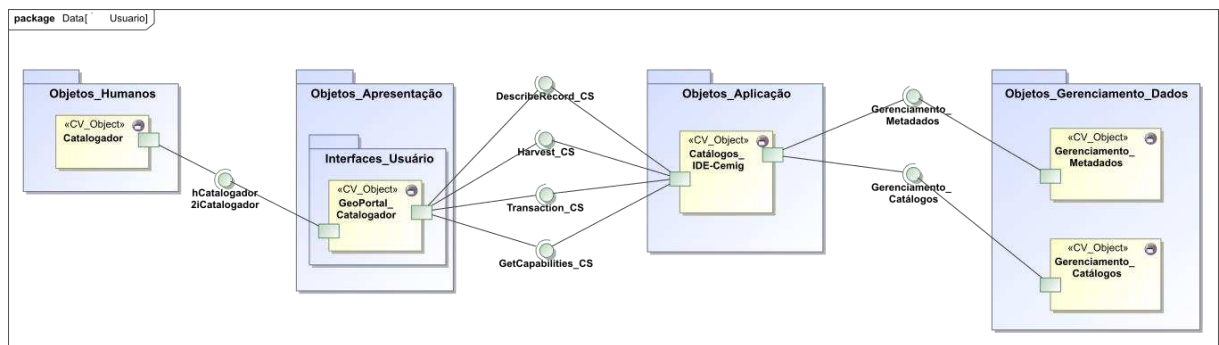 package Data[ Usuario]
Objetos_Humanos
«CV_Object»
Catalogador
hCatalogador
2iCatalogador
Objetos_Apresentação
Interfaces_Usuário
«CV_Object»
GeoPortal_
Catalogador
DescribeRecord_CS
Harvest_CS
Transaction_CS
GetCapabilities_CS
Objetos_Aplicação
«CV_Object»
Catálogos_
IDE-Cemig
Gerenciamento_
Metadados
Gerenciamento_
Catálogos
Objetos_Gerenciamento_Dados
«CV_Object»
Gerenciamento_
Metadados
«CV_Object»
Gerenciamento_
Catálogos